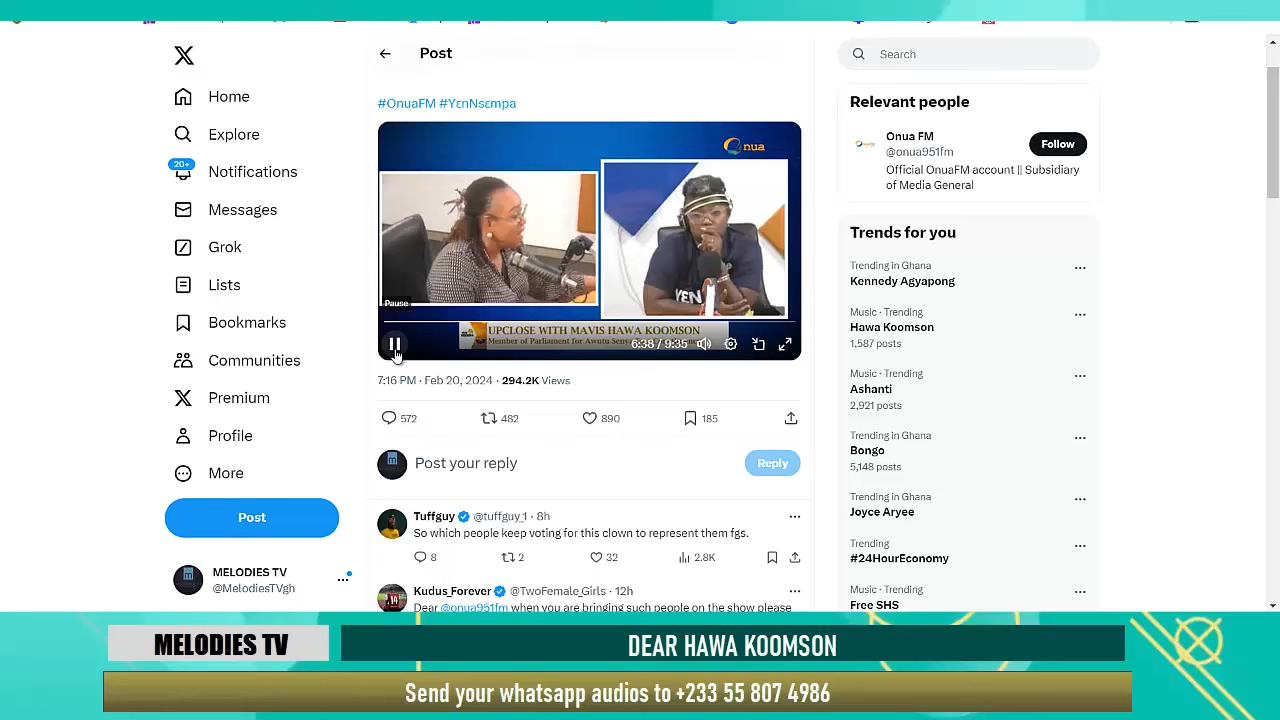 Post
Search
Home
Explore
20+
Notifications
Messages
Grok
Lists
Bookmarks
Communities
Premium
Profile
More
Post
MELODIES TV
@MelodiesTVgh
#OnuaFM #YɛnNsɛmpa
nua
YEN
Pause
UPCLOSE WITH MAVIS HAWA KOOMSON
Member of Parliament for Awutu Seny
6:38 / 9:35
7:16 PM · Feb 20, 2024 · 294.2K Views
572 482 890 185
Post your reply
Reply
Tuffguy @tuffguy_1 · 8h
So which people keep voting for this clown to represent them fgs.
8 2 32 2.8K
Kudus_Forever @TwoFemale_Girls · 12h
Dear @onua951fm when you are bringing such people on the show please
Relevant people
Onua FM
@onua951fm
Follow
Official OnuaFM account || Subsidiary
of Media General
Trends for you
Trending in Ghana
Kennedy Agyapong
Music · Trending
Hawa Koomson
1,587 posts
Music · Trending
Ashanti
2,921 posts
Trending in Ghana
Bongo
5,148 posts
Trending in Ghana
Joyce Aryee
Trending
#24HourEconomy
Music · Trending
Free SHS
MELODIES TV
DEAR HAWA KOOMSON
Send your whatsapp audios to +233 55 807 4986